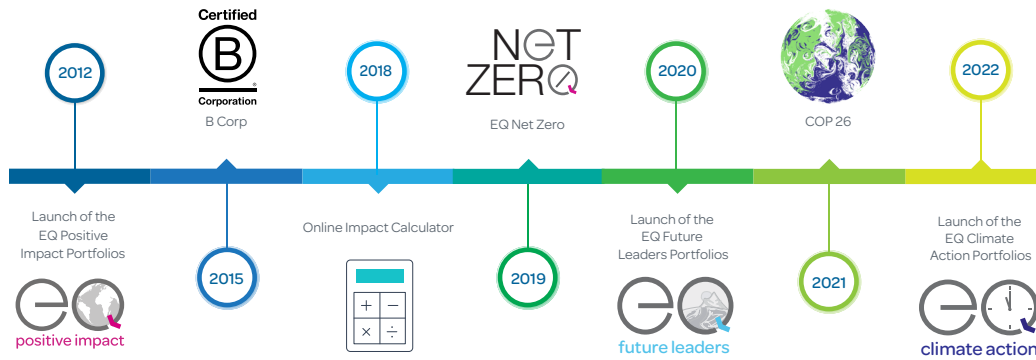 2012
Launch of the
EQ Positive
Impact Portfolios
eQ
positive impact
Certified
B
®
Corporation
B Corp
2015
2018
Online Impact Calculator
+ −
× ÷
NeT
ZERQ
EQ Net Zero
2019
2020
Launch of the
EQ Future
Leaders Portfolios
eQ
future leaders
COP 26
2021
2022
Launch of the
EQ Climate
Action Portfolios
eQ
climate action